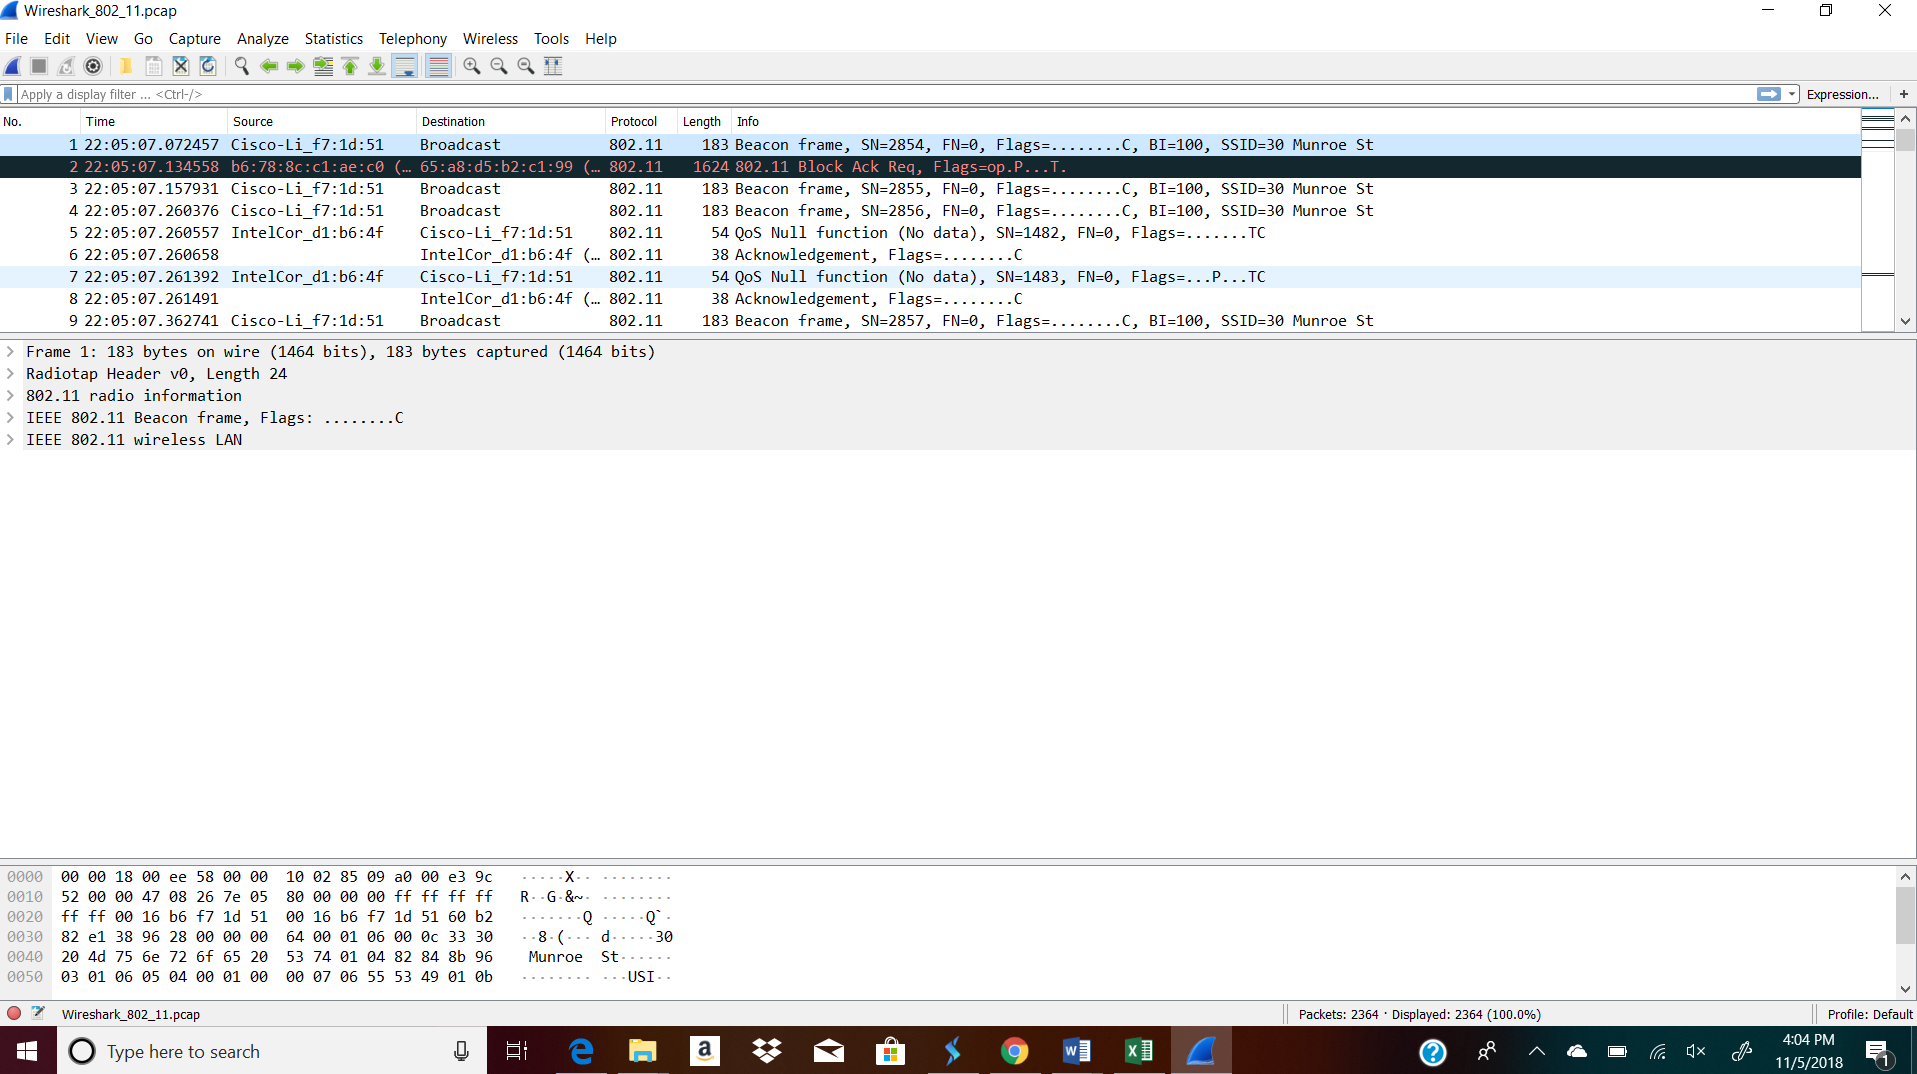 Wireshark_802_11.pcap
File Edit View Go Capture Analyze Statistics Telephony Wireless Tools Help
Apply a display filter ... <Ctrl-/> Expression... +
No. Time Source Destination Protocol Length Info
1 22:05:07.072457 Cisco-Li_f7:1d:51 Broadcast 802.11 183 Beacon frame, SN=2854, FN=0, Flags=........C, BI=100, SSID=30 Munroe St
2 22:05:07.134558 b6:78:8c:c1:ae:c0 (… 65:a8:d5:b2:c1:99 (… 802.11 1624 802.11 Block Ack Req, Flags=op.P...T.
3 22:05:07.157931 Cisco-Li_f7:1d:51 Broadcast 802.11 183 Beacon frame, SN=2855, FN=0, Flags=........C, BI=100, SSID=30 Munroe St
4 22:05:07.260376 Cisco-Li_f7:1d:51 Broadcast 802.11 183 Beacon frame, SN=2856, FN=0, Flags=........C, BI=100, SSID=30 Munroe St
5 22:05:07.260557 IntelCor_d1:b6:4f Cisco-Li_f7:1d:51 802.11 54 QoS Null function (No data), SN=1482, FN=0, Flags=.......TC
6 22:05:07.260658 IntelCor_d1:b6:4f (… 802.11 38 Acknowledgement, Flags=........C
7 22:05:07.261392 IntelCor_d1:b6:4f Cisco-Li_f7:1d:51 802.11 54 QoS Null function (No data), SN=1483, FN=0, Flags=...P...TC
8 22:05:07.261491 IntelCor_d1:b6:4f (… 802.11 38 Acknowledgement, Flags=........C
9 22:05:07.362741 Cisco-Li_f7:1d:51 Broadcast 802.11 183 Beacon frame, SN=2857, FN=0, Flags=........C, BI=100, SSID=30 Munroe St
Frame 1: 183 bytes on wire (1464 bits), 183 bytes captured (1464 bits)
Radiotap Header v0, Length 24
802.11 radio information
IEEE 802.11 Beacon frame, Flags: ........C
IEEE 802.11 wireless LAN
0000 00 00 18 00 ee 58 00 00 10 02 85 09 a0 00 e3 9c ·····X·· ········
0010 52 00 00 47 08 26 7e 05 80 00 00 00 ff ff ff ff R··G·&~· ········
0020 ff ff 00 16 b6 f7 1d 51 00 16 b6 f7 1d 51 60 b2 ·······Q ·····Q`·
0030 82 e1 38 96 28 00 00 00 64 00 01 06 00 0c 33 30 ··8·(··· d·····30
0040 20 4d 75 6e 72 6f 65 20 53 74 01 04 82 84 8b 96 Munroe St······
0050 03 01 06 05 04 00 01 00 00 07 06 55 53 49 01 0b ········ ···USI··
Wireshark_802_11.pcap Packets: 2364 · Displayed: 2364 (100.0%) Profile: Default
Type here to search
4:04 PM
11/5/2018
1